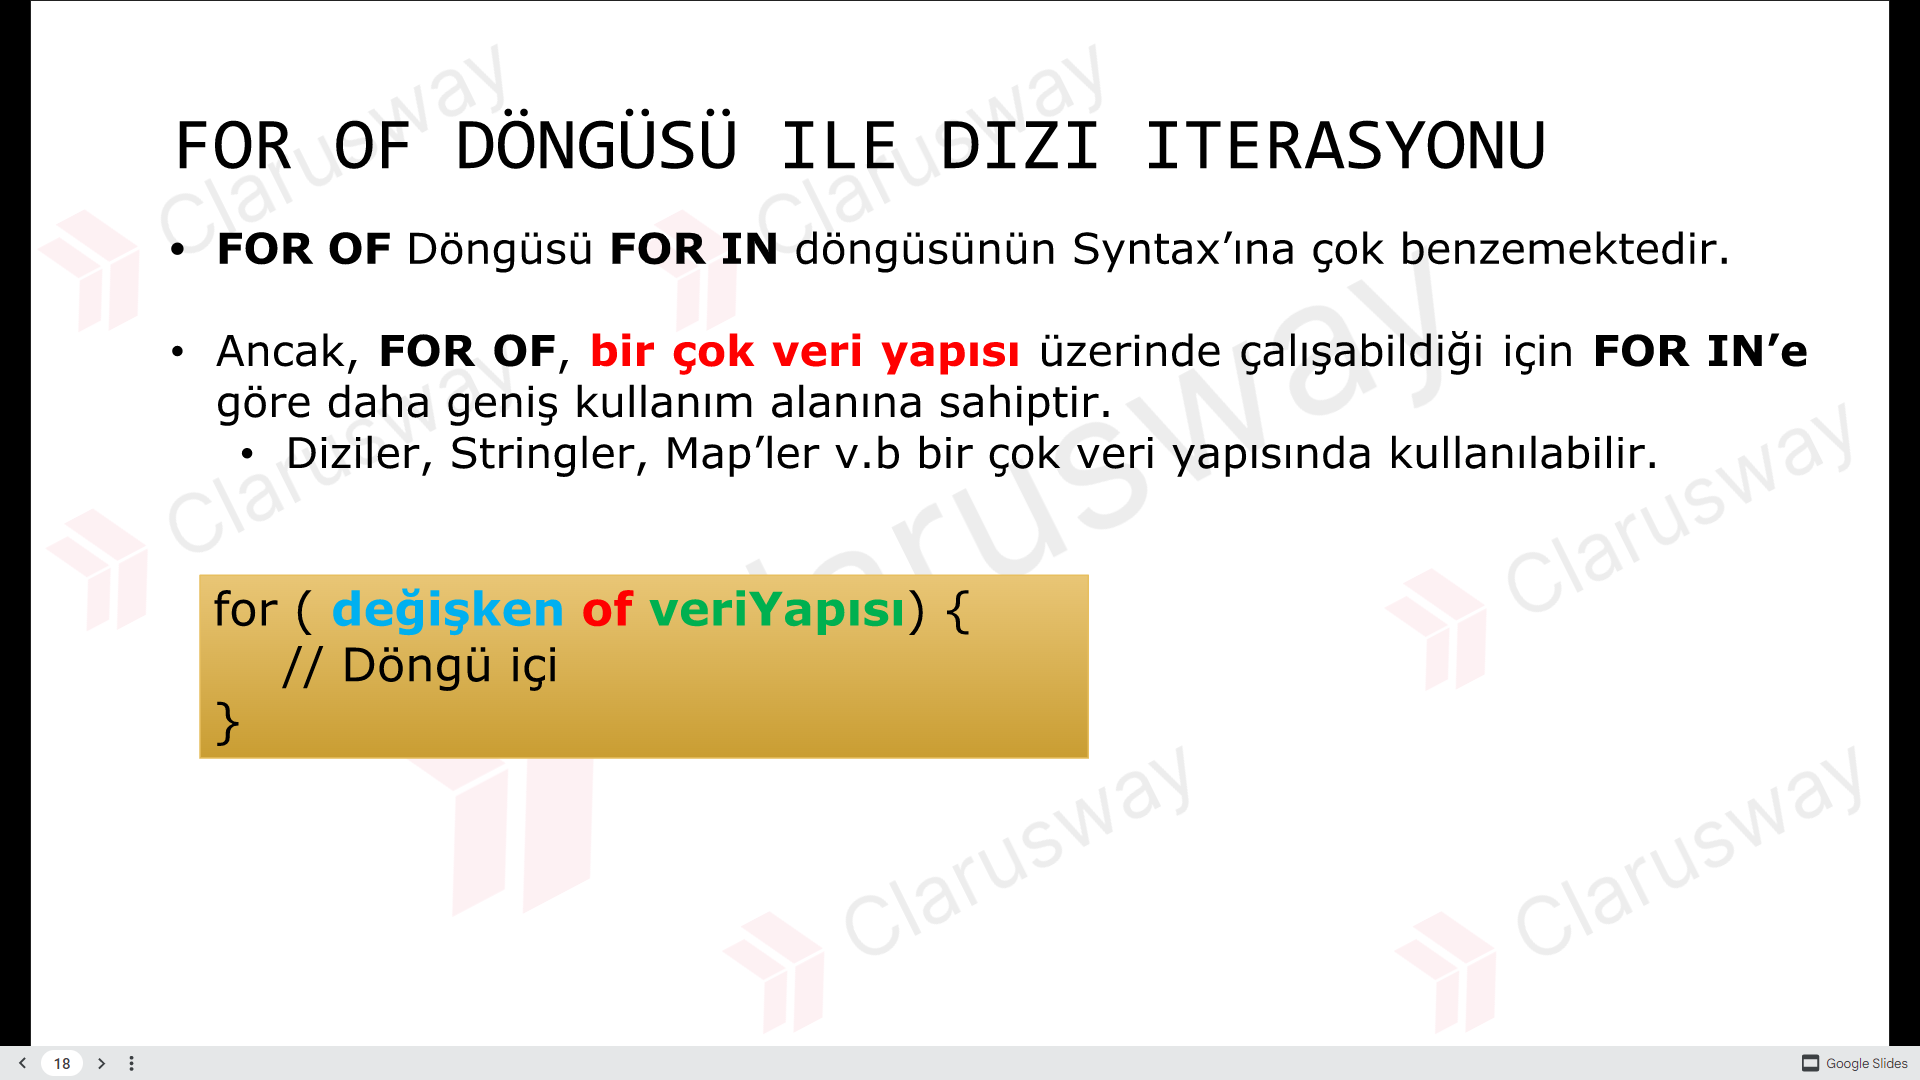 FOR OF DÖNGÜSÜ ILE DIZI ITERASYONU
• FOR OF Döngüsü FOR IN döngüsünün Syntax’ına çok benzemektedir.
• Ancak, FOR OF, bir çok veri yapısı üzerinde çalışabildiği için FOR IN’e
göre daha geniş kullanım alanına sahiptir.
• Diziler, Stringler, Map’ler v.b bir çok veri yapısında kullanılabilir.
for ( değişken of veriYapısı) {
// Döngü içi
}
Clarusway
Clarusway
Clarusway
Clarusway
Clarusway
Clarusway
Clarusway
18
Google Slides